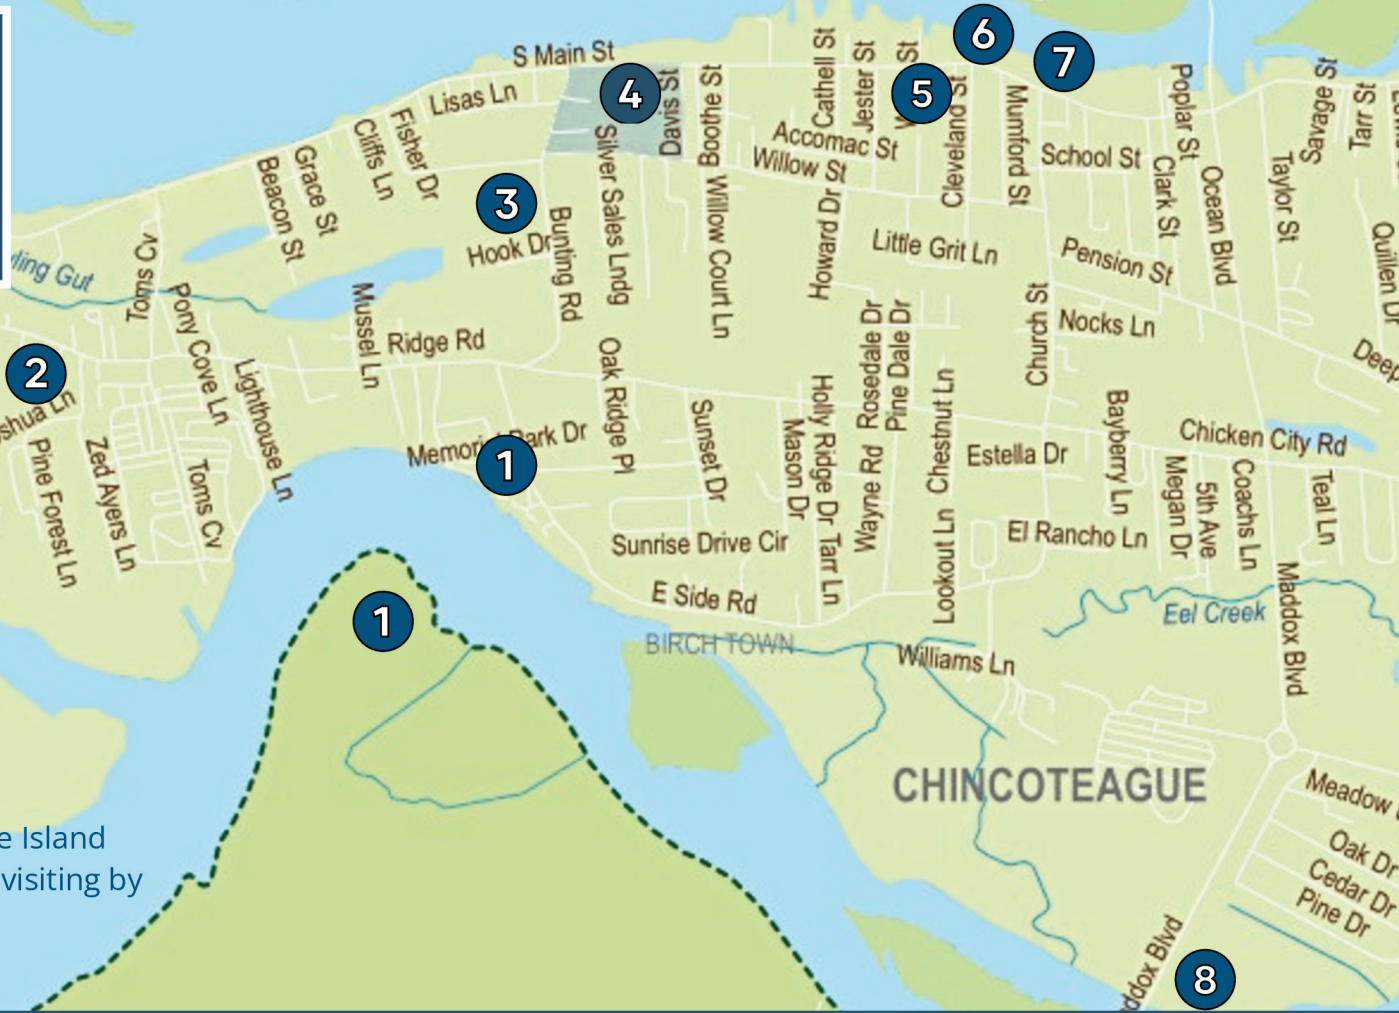 6
7
S Main St
4
Davis St
Boothe St
Cathell St
Jester St
5
Cleveland St
Mumford St
Poplar St
Savage St
Tarr St
Lisas Ln
Fisher Dr
Cliffs Ln
Grace St
Beacon St
Accomac St
Willow St
School St
Clark St
Ocean Blvd
Taylor St
3
Hook Dr
Bunting Rd
Silver Sales Lndg
Willow Court Ln
Howard Dr
Little Grit Ln
Pension St
Quillen Dr
Gut
Toms Cv
Pony Cove Ln
Mussel Ln
Ridge Rd
Church St
Nocks Ln
Rosedale Dr
Pine Dale Dr
2
Lighthouse Ln
Oak Ridge Pl
Sunset Dr
Mason Dr
Holly Ridge Dr
Wayne Rd
Chestnut Ln
Estella Dr
Bayberry Ln
Chicken City Rd
Ln
Pine Forest Ln
Zed Ayers Ln
Toms Cv
Park Dr
1
Megan Dr
5th Ave
Coachs Ln
Teal Ln
Sunrise Drive Cir
Tarr Ln
Lookout Ln
El Rancho Ln
E Side Rd
Eel Creek
Maddox Blvd
1
BIRCH TOWN
Williams Ln
CHINCOTEAGUE
Meadow
Oak Dr
Cedar Dr
Pine Dr
Island
visiting by
Blvd
8